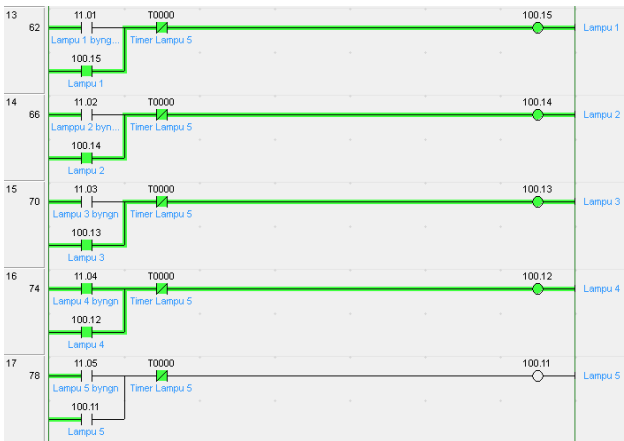 13 11.01 T0000 100.15
62 Lampu 1
Lampu 1 byng... Timer Lampu 5
100.15
Lampu 1
14 11.02 T0000 100.14
66 Lampu 2
Lamppu 2 byn... Timer Lampu 5
100.14
Lampu 2
15 11.03 T0000 100.13
70 Lampu 3
Lampu 3 byngn Timer Lampu 5
100.13
Lampu 3
16 11.04 T0000 100.12
74 Lampu 4
Lampu 4 byngn Timer Lampu 5
100.12
Lampu 4
17 11.05 T0000 100.11
78 Lampu 5
Lampu 5 byngn Timer Lampu 5
100.11
Lampu 5